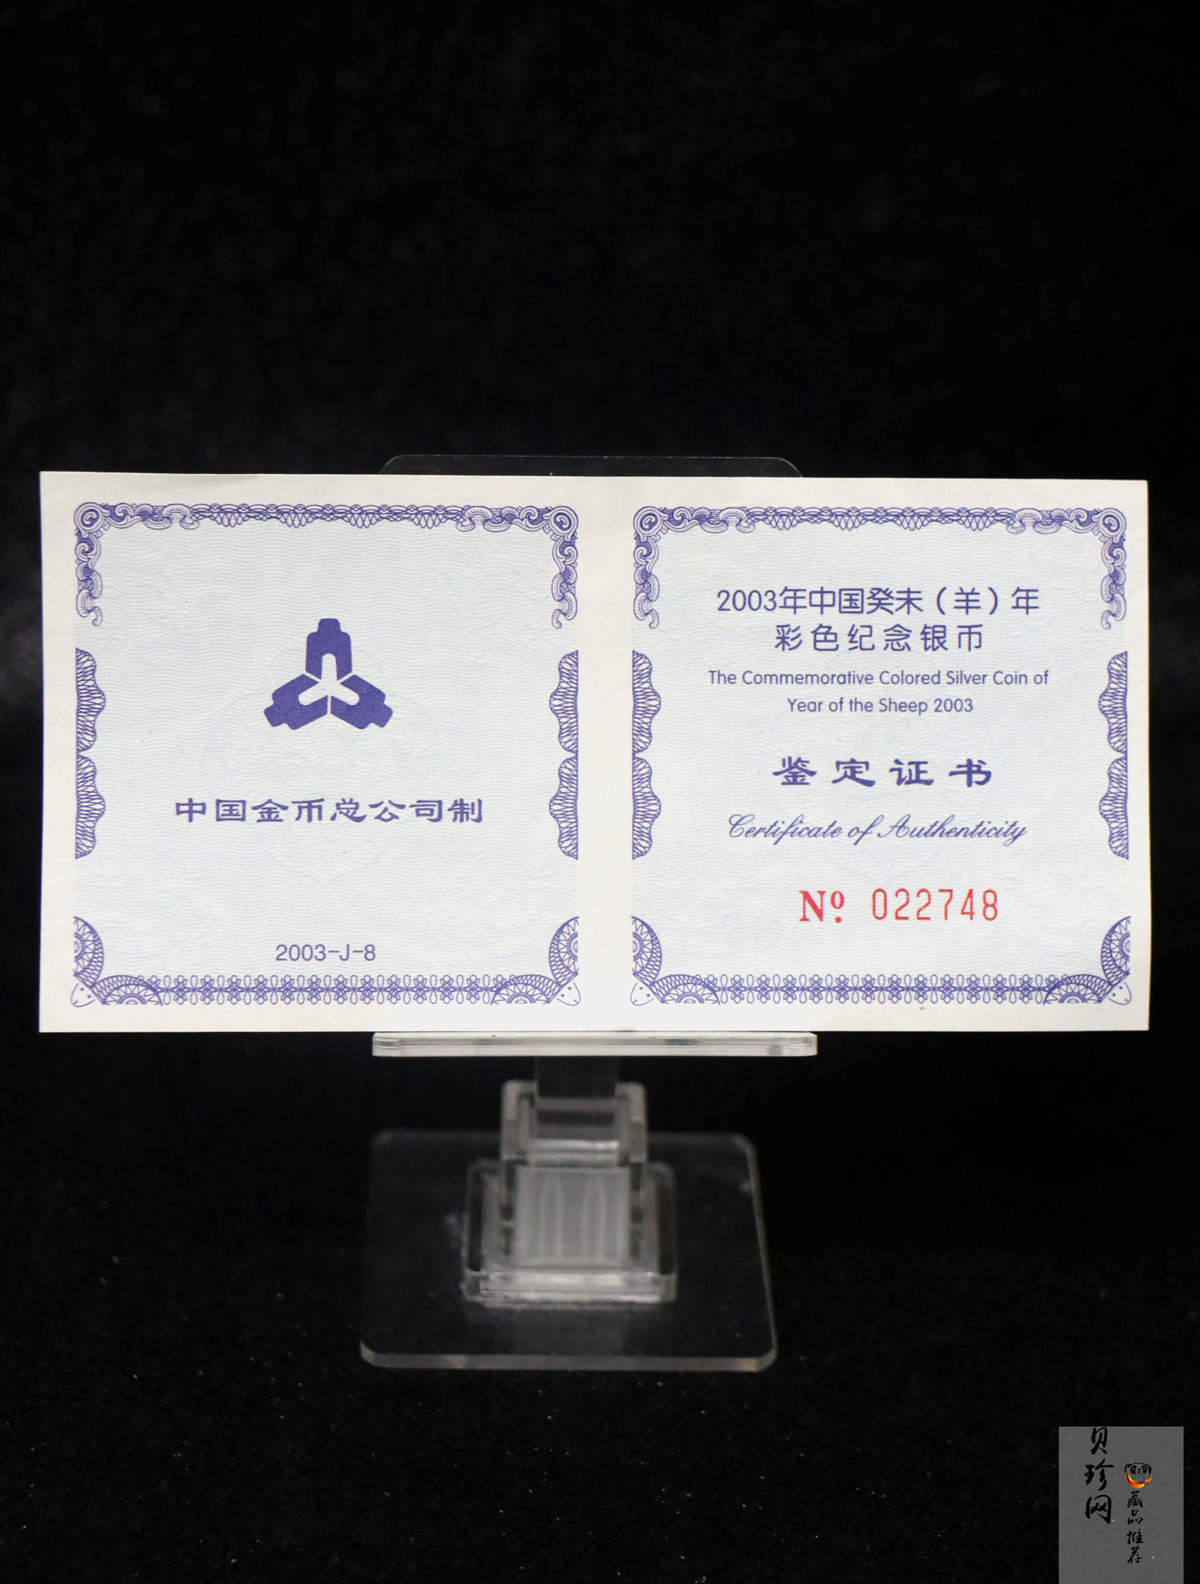 中国金币总公司制
2003-J-8
2003年中国癸未（羊）年
彩色纪念银币
The Commemorative Colored Silver Coin of
Year of the Sheep 2003
鉴定证书
Certificate of Authenticity
Nº 022748
贝珍网
藏品推荐